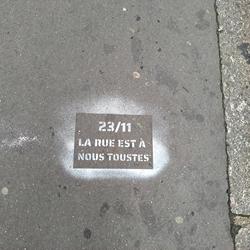 23/11
LA RUE EST À
NOUS TOUSTES